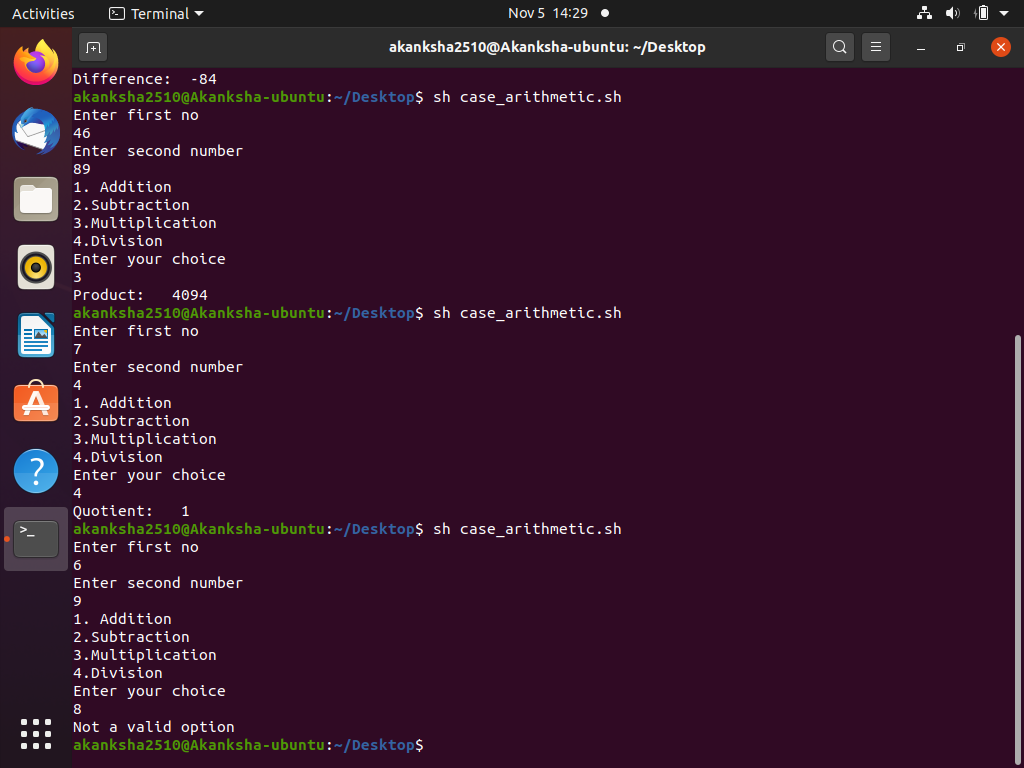 Activities Terminal Nov 5 14:29
akanksha2510@Akanksha-ubuntu: ~/Desktop
Difference:  -84
akanksha2510@Akanksha-ubuntu:~/Desktop$ sh case_arithmetic.sh
Enter first no
46
Enter second number
89
1. Addition
2.Subtraction
3.Multiplication
4.Division
Enter your choice
3
Product:   4094
akanksha2510@Akanksha-ubuntu:~/Desktop$ sh case_arithmetic.sh
Enter first no
7
Enter second number
4
1. Addition
2.Subtraction
3.Multiplication
4.Division
Enter your choice
4
Quotient:   1
akanksha2510@Akanksha-ubuntu:~/Desktop$ sh case_arithmetic.sh
Enter first no
6
Enter second number
9
1. Addition
2.Subtraction
3.Multiplication
4.Division
Enter your choice
8
Not a valid option
akanksha2510@Akanksha-ubuntu:~/Desktop$